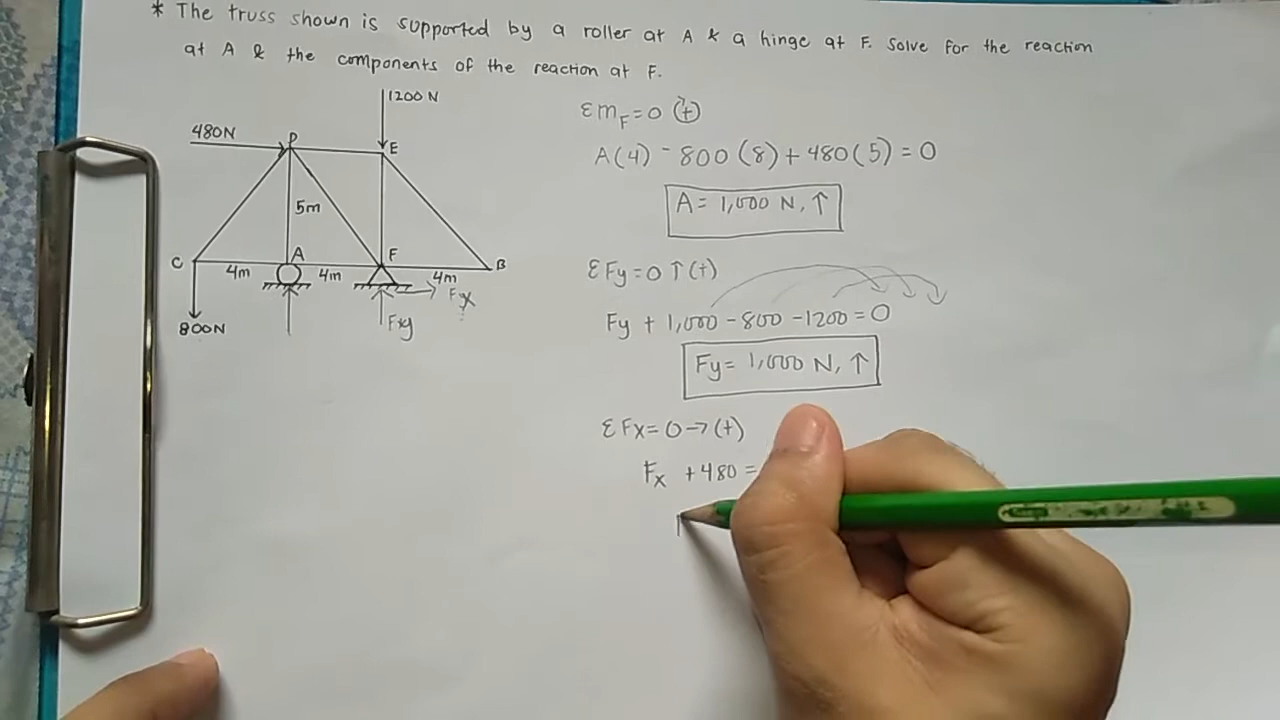 * The truss shown is supported by a roller at A & a hinge at F. Solve for the reaction
at A & the components of the reaction at F.
1200 N
480N
D
E
5m
C
A
F
B
4m
4m
4m
Fx
Fxy
800N
ΣmF=0 (+)
A(4) - 800 (8) + 480(5) = 0
A = 1,000 N, ↑
ΣFy=0 ↑(+)
Fy + 1,000 - 800 - 1200 = 0
Fy = 1,000 N, ↑
ΣFx= 0 → (+)
Fx + 480 =